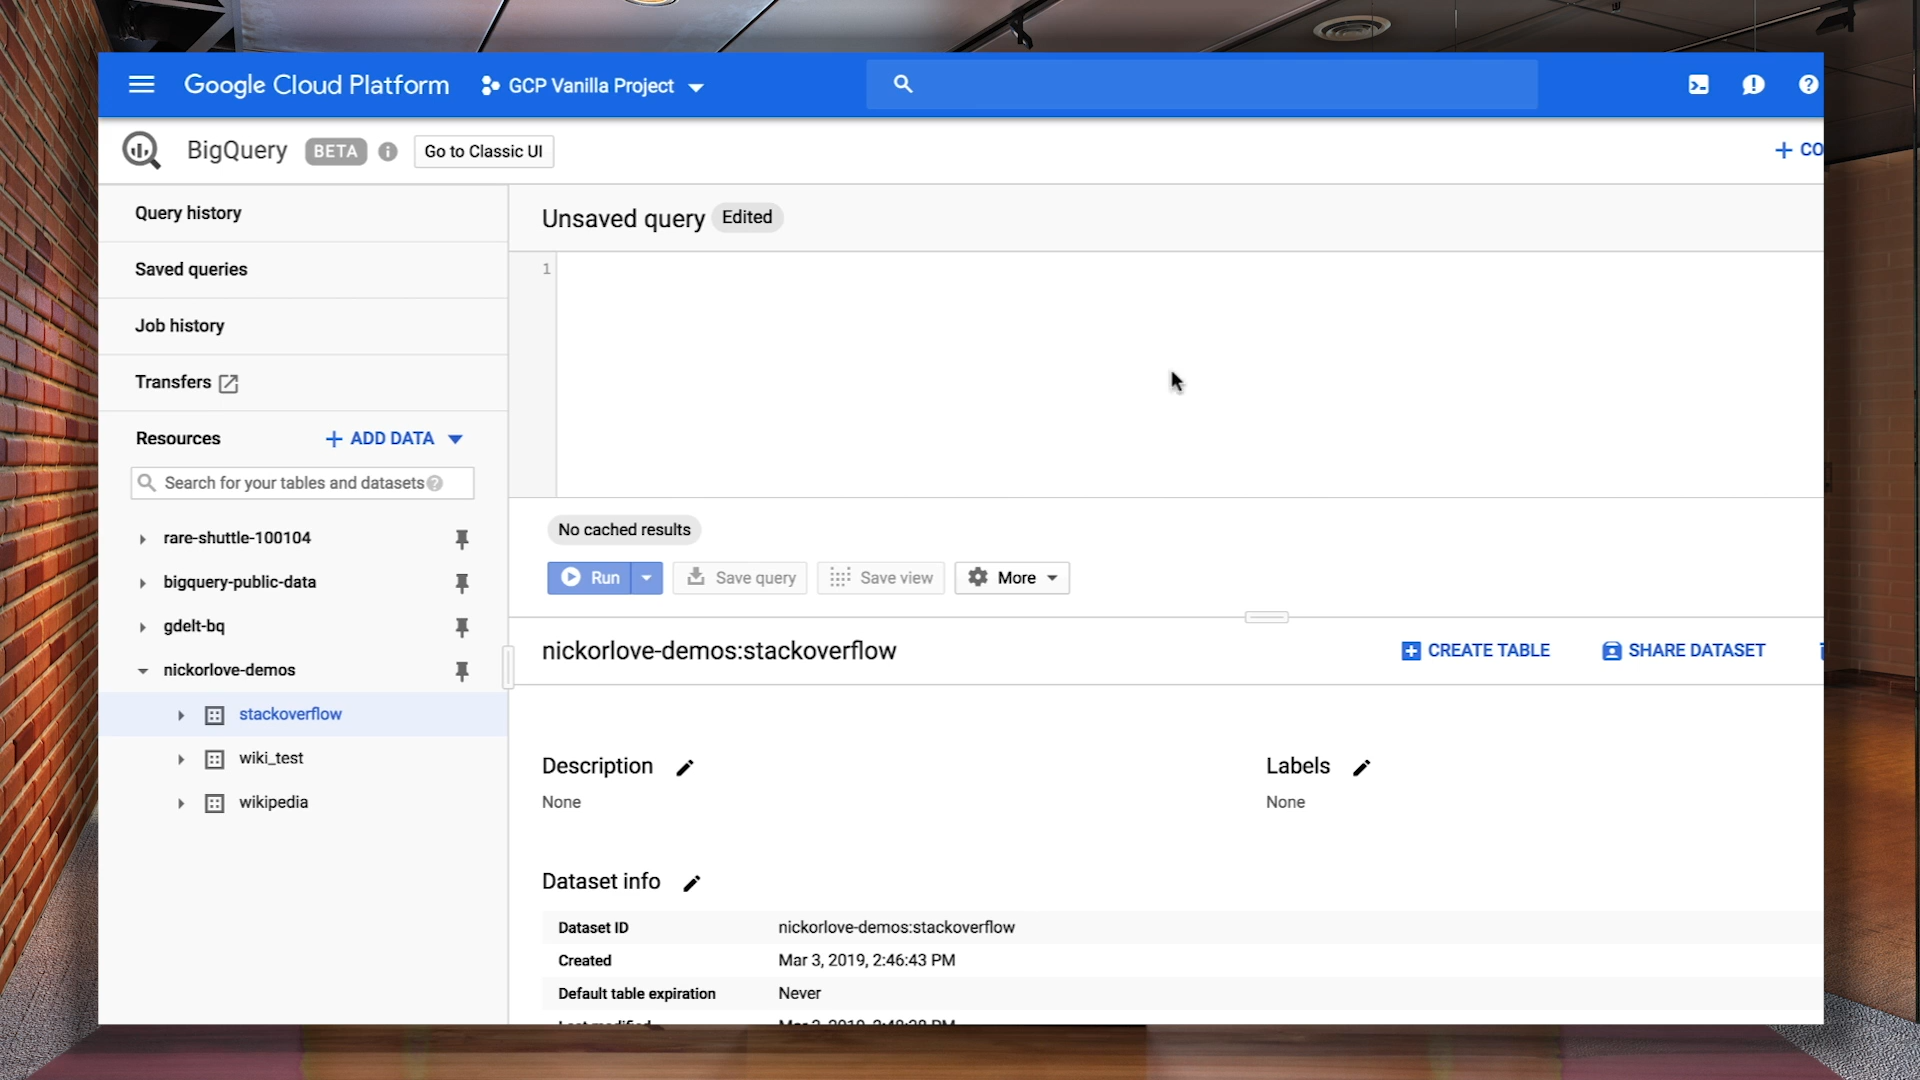 Google Cloud Platform
GCP Vanilla Project
BigQuery
BETA
Go to Classic UI
+ CO
Query history
Saved queries
Job history
Transfers
Resources
+ ADD DATA
Search for your tables and datasets
rare-shuttle-100104
bigquery-public-data
gdelt-bq
nickorlove-demos
stackoverflow
wiki_test
wikipedia
Unsaved query
Edited
1
No cached results
Run
Save query
Save view
More
nickorlove-demos:stackoverflow
CREATE TABLE
SHARE DATASET
Description
None
Labels
None
Dataset info
Dataset ID nickorlove-demos:stackoverflow
Created Mar 3, 2019, 2:46:43 PM
Default table expiration Never